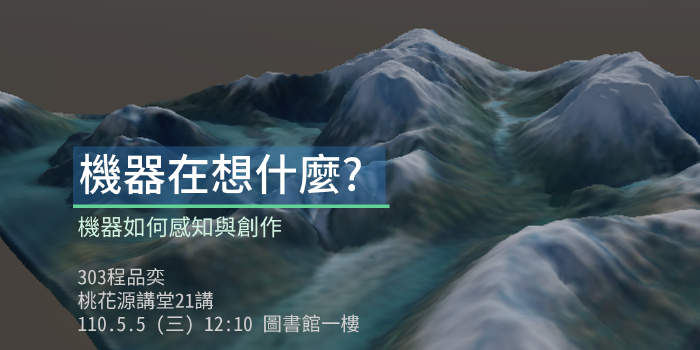 機器在想什麼?
機器如何感知與創作
303程品奕
桃花源講堂21講
110.5.5 (三) 12:10 圖書館一樓